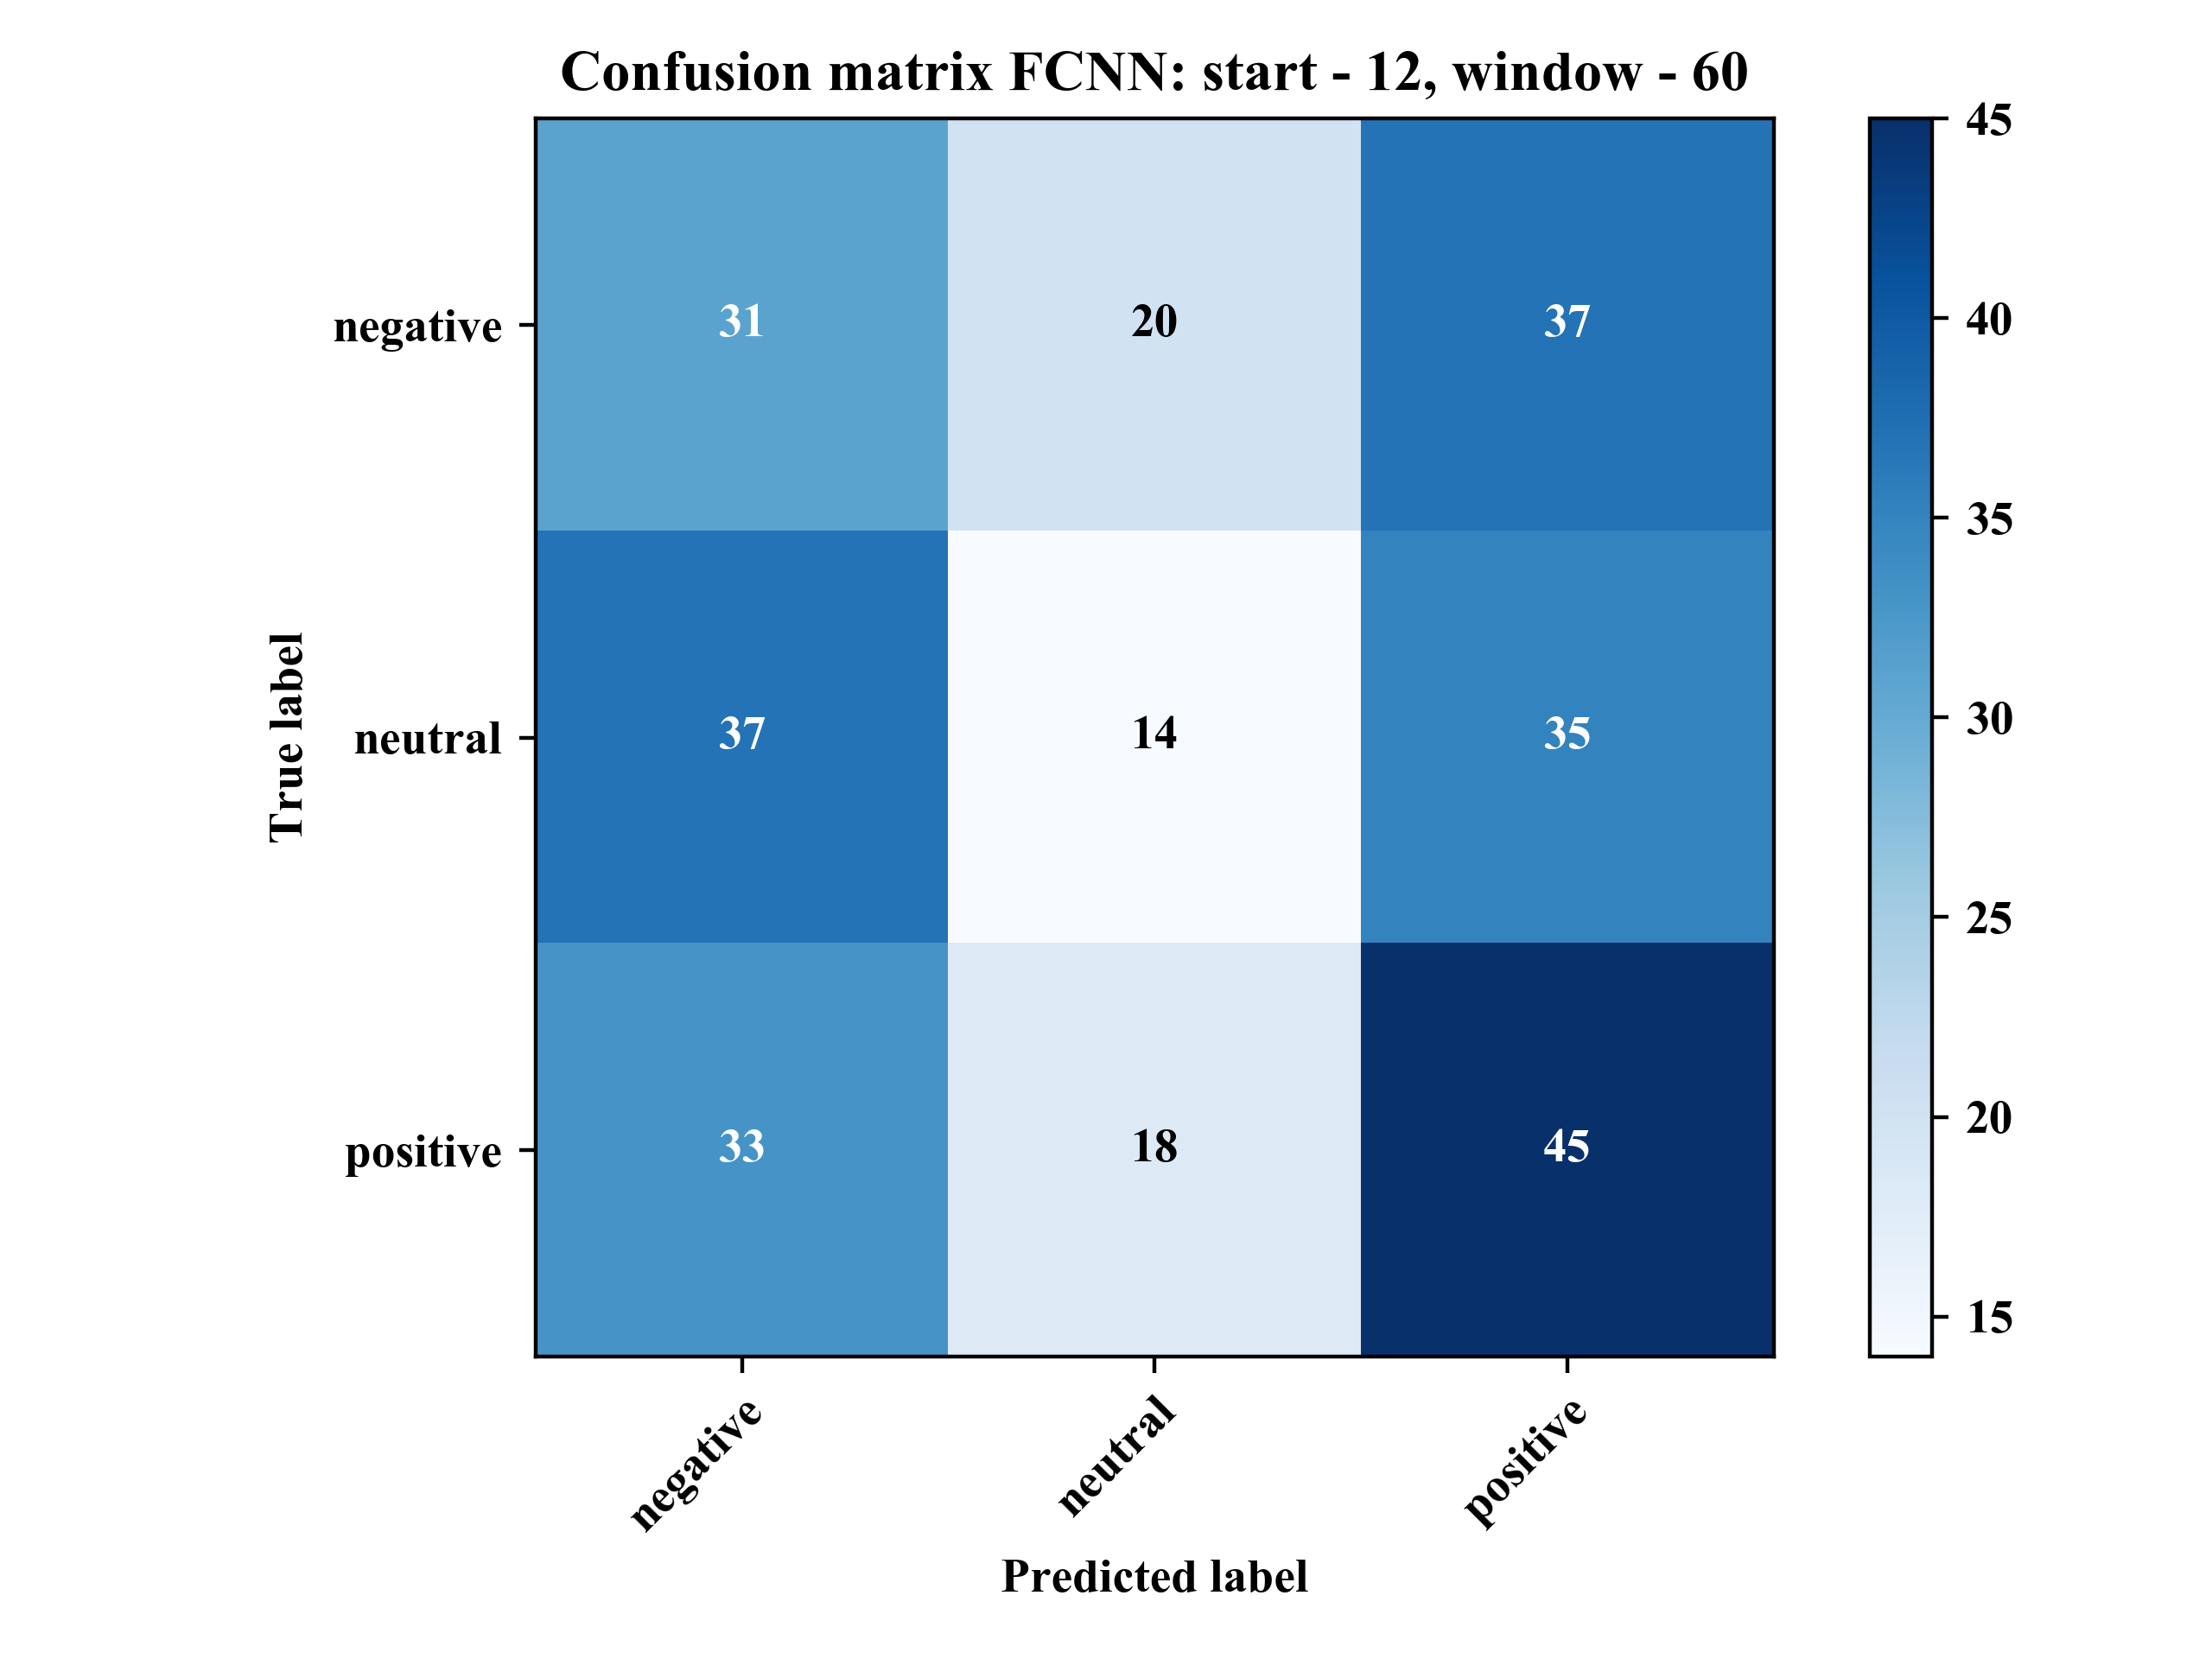 Confusion matrix FCNN: start - 12, window - 60
45
40
35
30
25
20
15
True label
negative
neutral
positive
31 20 37
37 14 35
33 18 45
negative
neutral
positive
Predicted label